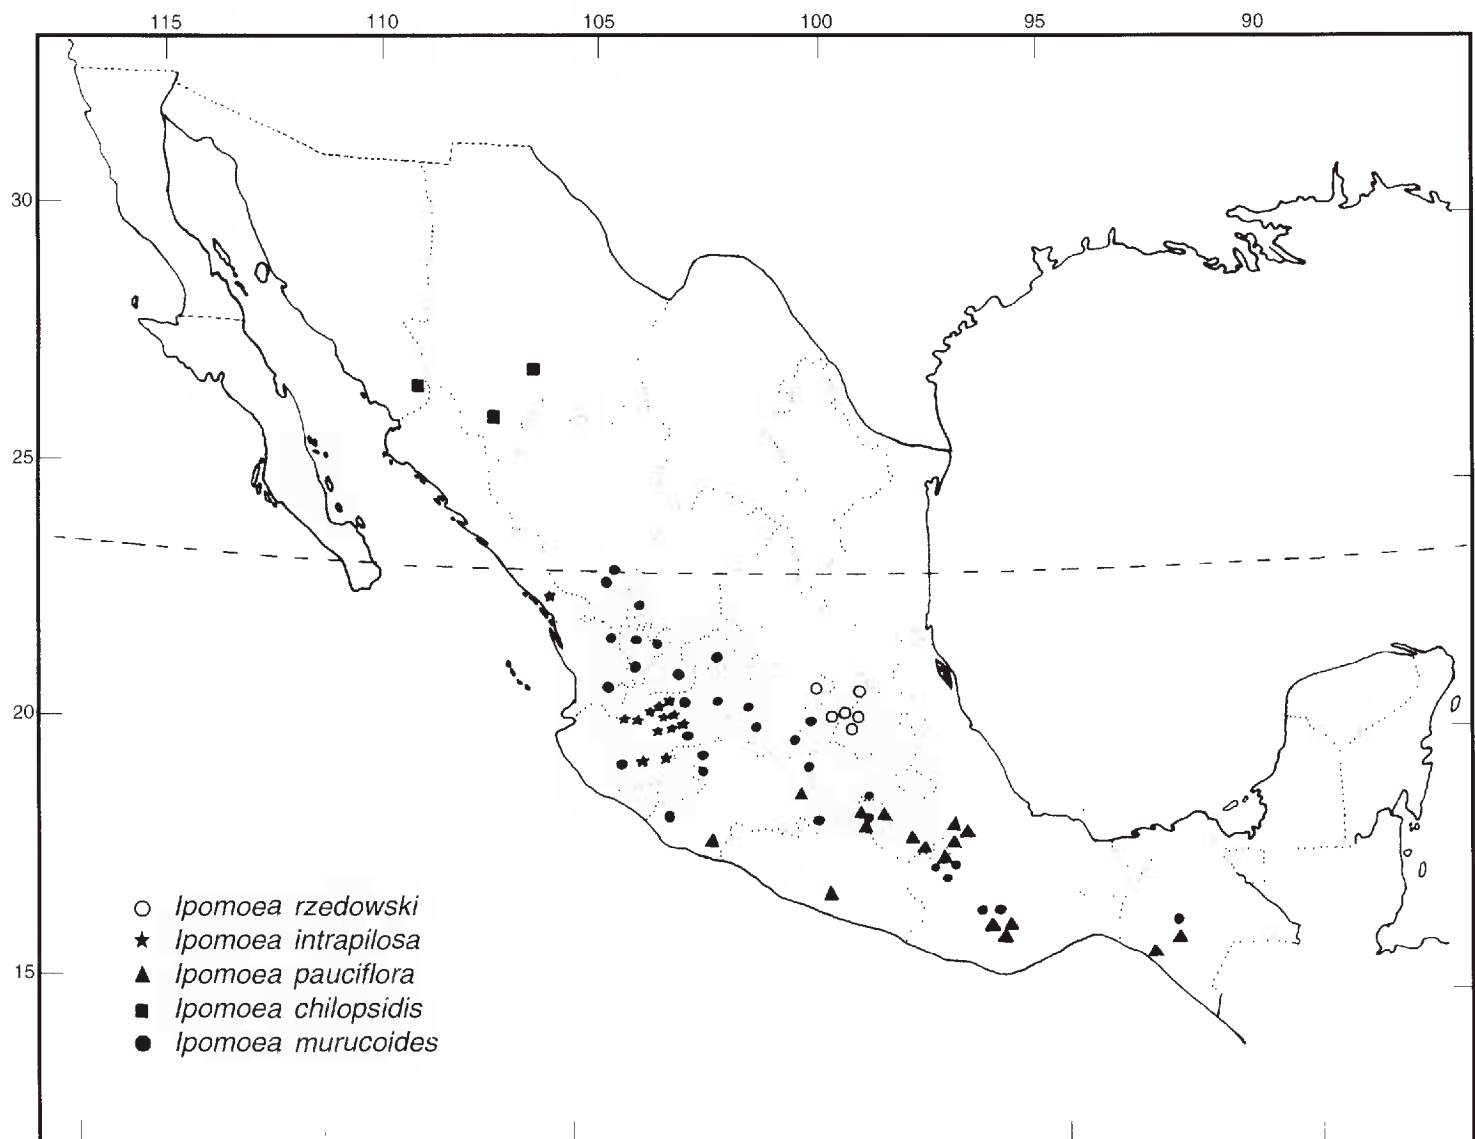 115 110 105 100 95 90
30
25
20
15
Ipomoea rzedowski
Ipomoea intrapilosa
Ipomoea pauciflora
Ipomoea chilopsidis
Ipomoea murucoides